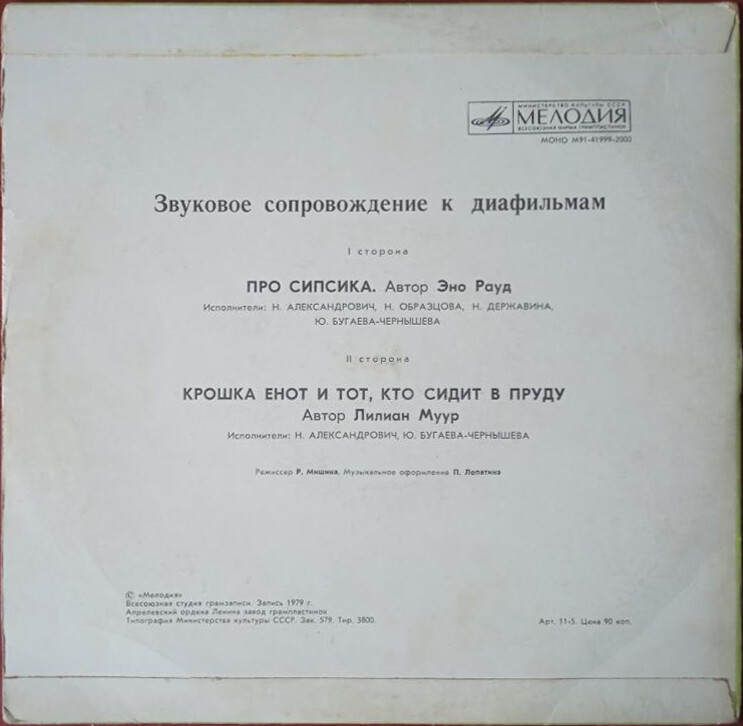 МИНИСТЕРСТВО КУЛЬТУРЫ СССР
МЕЛОДИЯ
ВСЕСОЮЗНАЯ ФИРМА ГРАМПЛАСТИНОК
МОНО М91-41999-2000
Звуковое сопровождение к диафильмам
I сторона
ПРО СИПСИКА. Автор Эно Рауд
Исполнители: Н. АЛЕКСАНДРОВИЧ, Н. ОБРАЗЦОВА, Н. ДЕРЖАВИНА,
Ю. БУГАЕВА-ЧЕРНЫШЕВА
II сторона
КРОШКА ЕНОТ И ТОТ, КТО СИДИТ В ПРУДУ
Автор Лилиан Муур
Исполнители: Н. АЛЕКСАНДРОВИЧ, Ю. БУГАЕВА-ЧЕРНЫШЕВА
Режиссер Р. Мишина, Музыкальное оформление П. Лопатина
© «Мелодия»
Всесоюзная студия грамзаписи. Запись 1979 г.
Апрелевский ордена Ленина завод грампластинок
Типография Министерства культуры СССР. Зак. 579. Тир. 3800.
Арт. 11-5. Цена 90 коп.